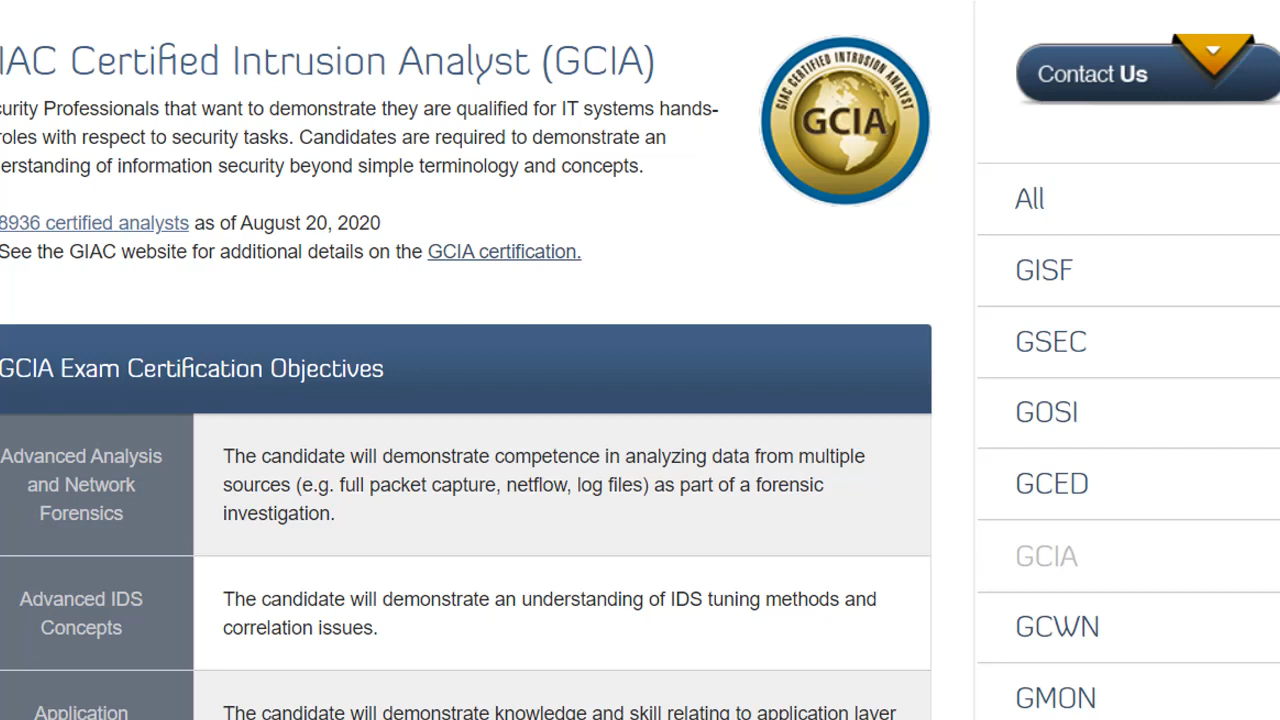 IAC Certified Intrusion Analyst (GCIA)
curity Professionals that want to demonstrate they are qualified for IT systems hands-
roles with respect to security tasks. Candidates are required to demonstrate an
erstanding of information security beyond simple terminology and concepts.
8936 certified analysts as of August 20, 2020
See the GIAC website for additional details on the GCIA certification.
GIAC CERTIFIED INTRUSION ANALYST
GCIA
GCIA Exam Certification Objectives
Advanced Analysis
and Network
Forensics
The candidate will demonstrate competence in analyzing data from multiple
sources (e.g. full packet capture, netflow, log files) as part of a forensic
investigation.
Advanced IDS
Concepts
The candidate will demonstrate an understanding of IDS tuning methods and
correlation issues.
Application
The candidate will demonstrate knowledge and skill relating to application layer
Contact Us
All
GISF
GSEC
GOSI
GCED
GCIA
GCWN
GMON